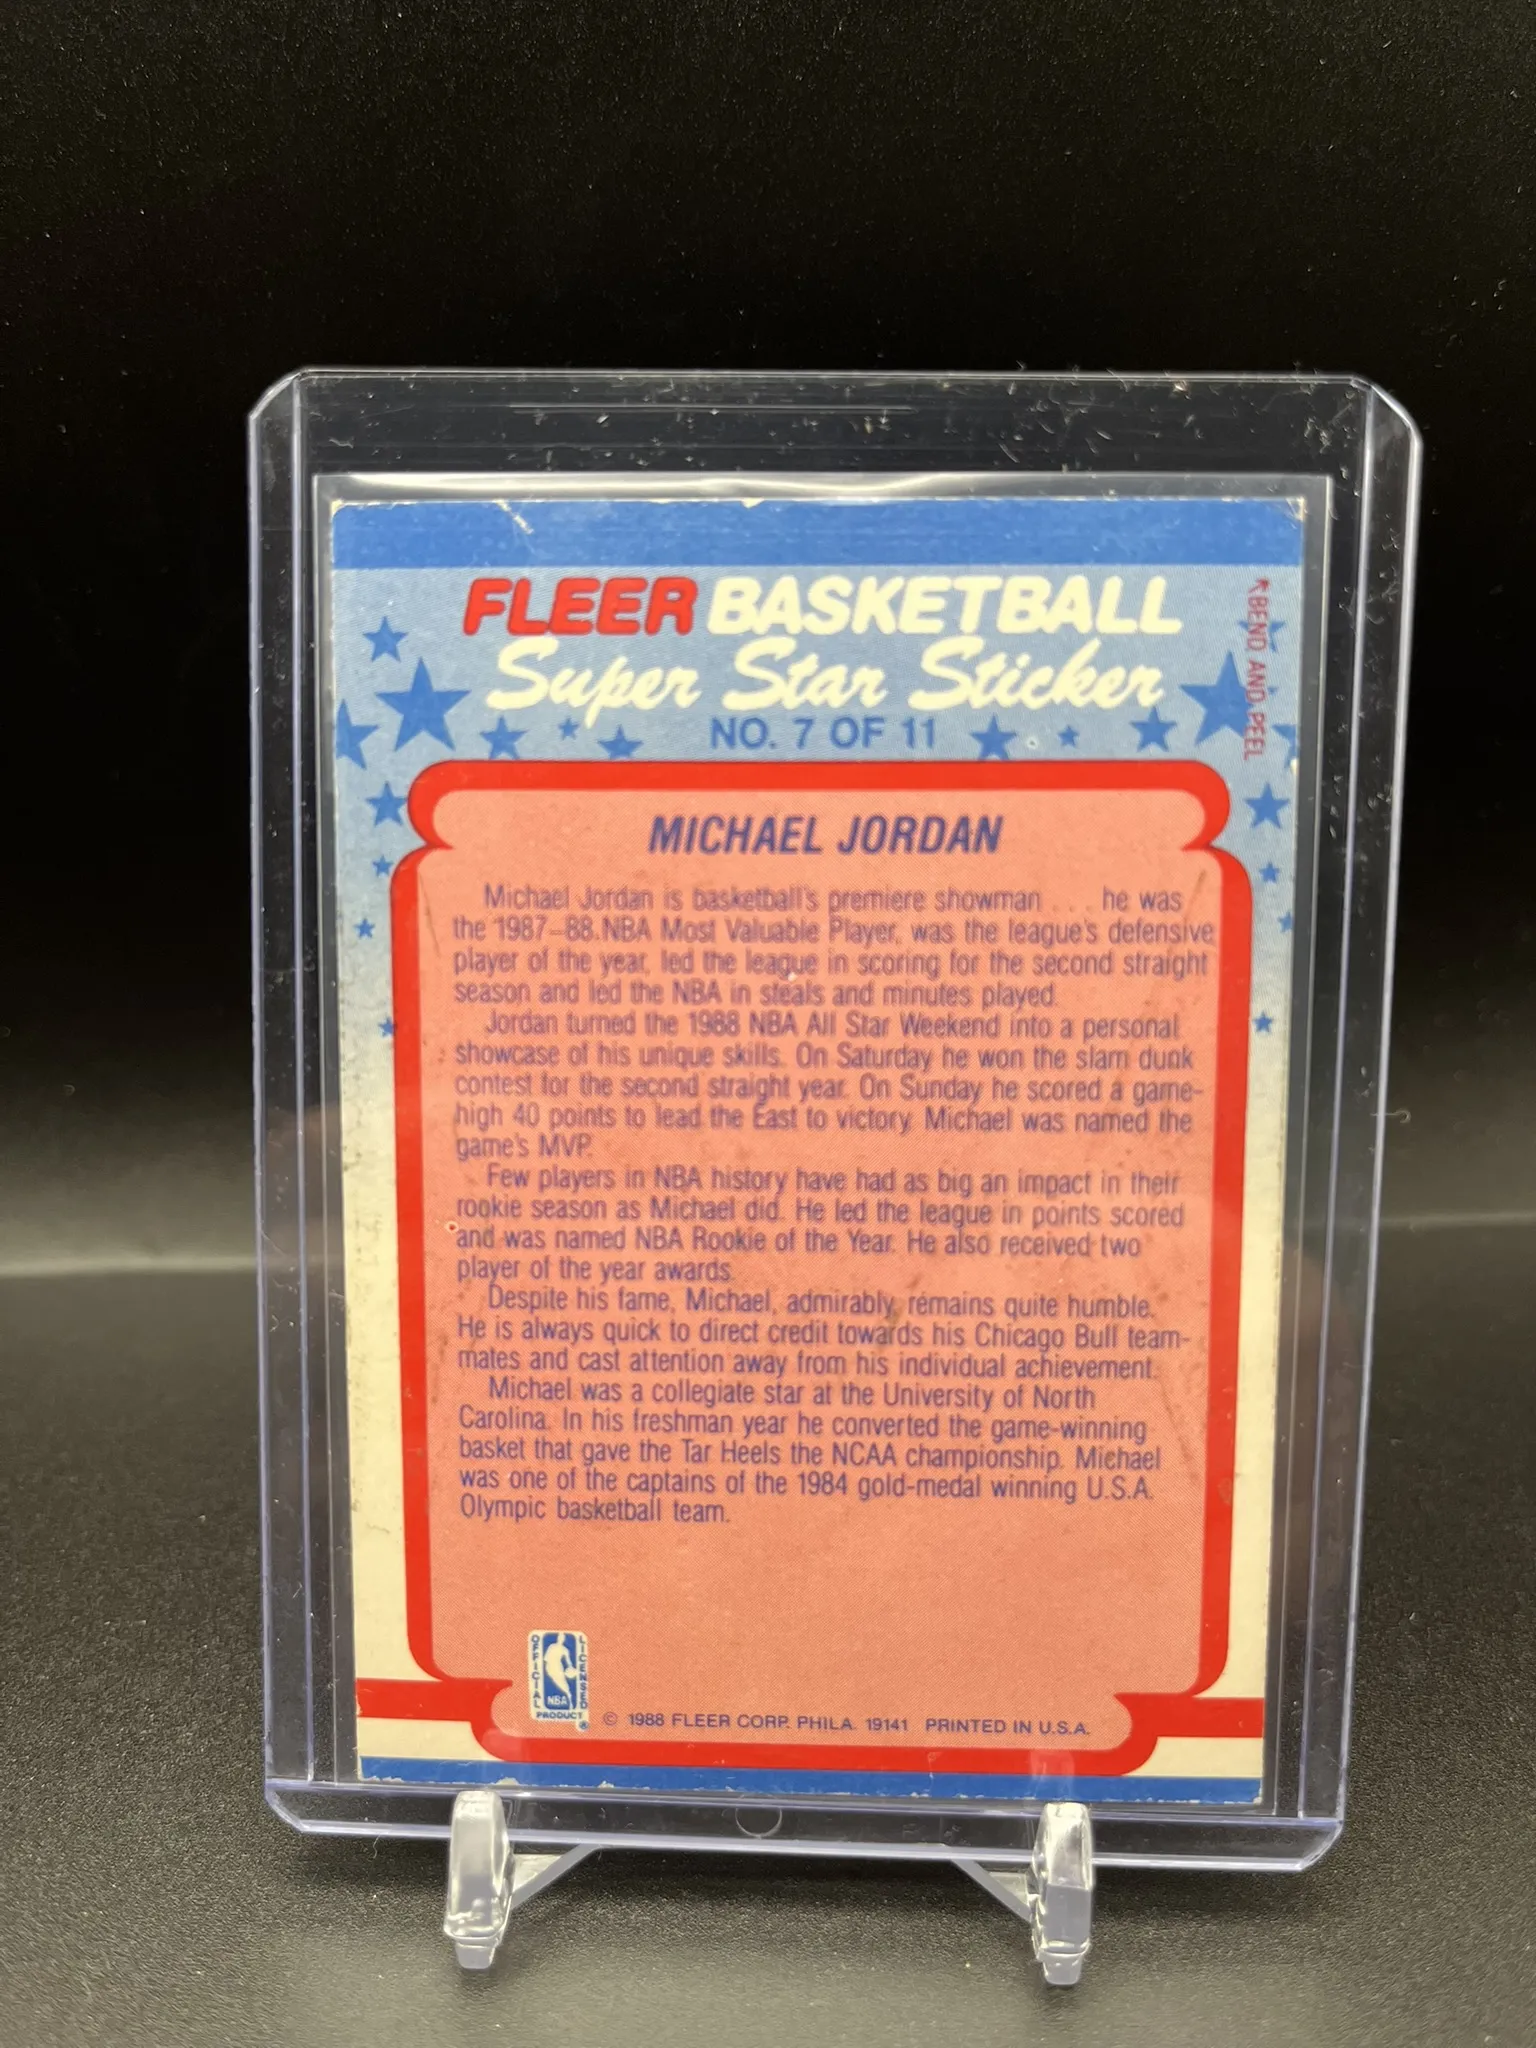 FLEER BASKETBALL
Super Star Sticker
NO. 7 OF 11
BEND AND PEEL
MICHAEL JORDAN
Michael Jordan is basketball's premiere showman . . . he was
the 1987–88 NBA Most Valuable Player, was the league's defensive
player of the year, led the league in scoring for the second straight
season and led the NBA in steals and minutes played.
Jordan turned the 1988 NBA All Star Weekend into a personal
showcase of his unique skills. On Saturday he won the slam dunk
contest for the second straight year. On Sunday he scored a game-
high 40 points to lead the East to victory. Michael was named the
game's MVP.
Few players in NBA history have had as big an impact in their
rookie season as Michael did. He led the league in points scored
and was named NBA Rookie of the Year. He also received two
player of the year awards.
Despite his fame, Michael, admirably, remains quite humble.
He is always quick to direct credit towards his Chicago Bull team-
mates and cast attention away from his individual achievement.
Michael was a collegiate star at the University of North
Carolina. In his freshman year he converted the game-winning
basket that gave the Tar Heels the NCAA championship. Michael
was one of the captains of the 1984 gold-medal winning U.S.A.
Olympic basketball team.
OFFICIAL
LICENSED
NBA
PRODUCT ®
© 1988 FLEER CORP. PHILA. 19141 PRINTED IN U.S.A.